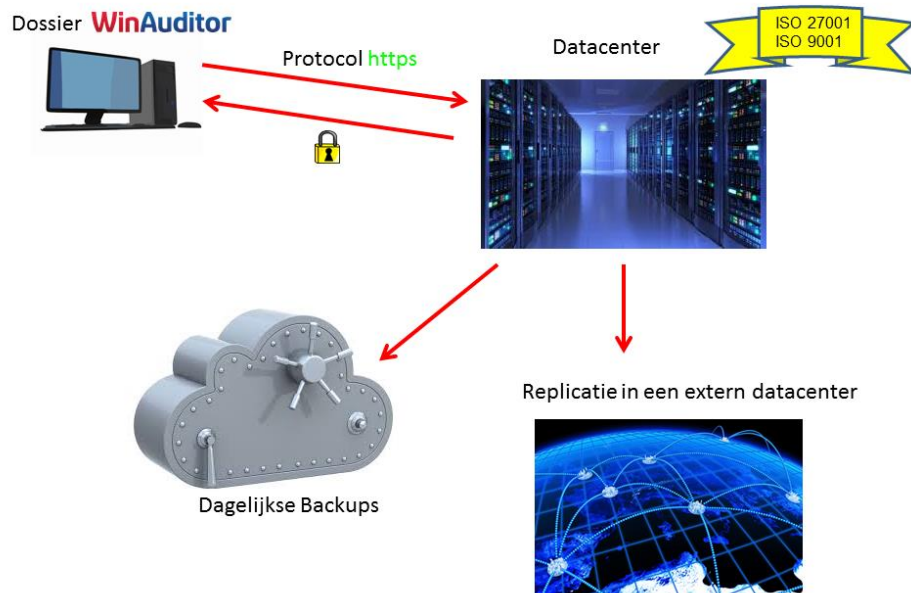 Dossier WinAuditor
Protocol https
Datacenter
ISO 27001
ISO 9001
Replicatie in een extern datacenter
Dagelijkse Backups